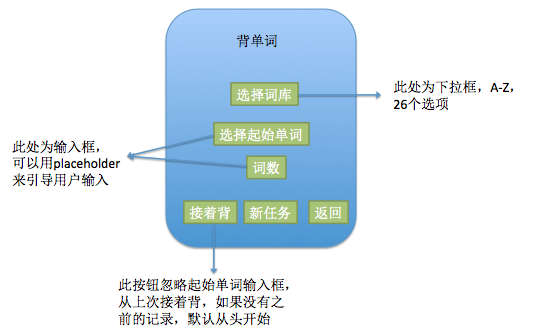 背单词
选择词库
此处为下拉框，A-Z,
26个选项
选择起始单词
此处为输入框，
可以用placeholder
来引导用户输入
词数
接着背 新任务 返回
此按钮忽略起始单词输入框，
从上次接着背，如果没有之
前的记录，默认从头开始